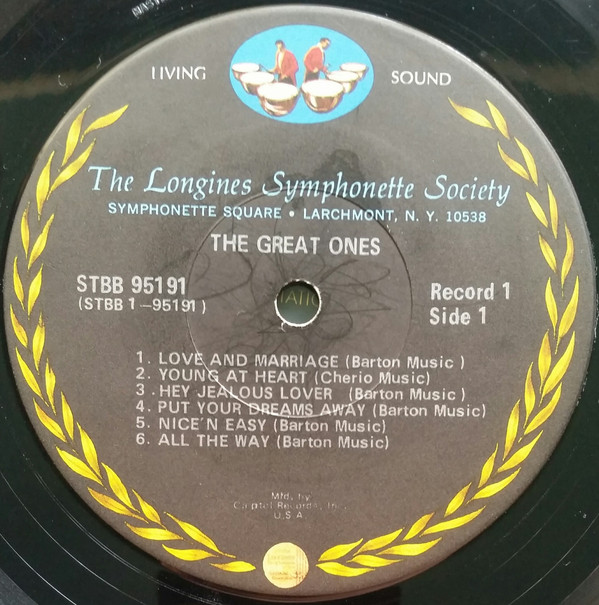 LIVING SOUND
The Longines Symphonette Society
SYMPHONETTE SQUARE • LARCHMONT, N. Y. 10538
THE GREAT ONES
STBB 95191
(STBB 1-95191)
Record 1
Side 1
1. LOVE AND MARRIAGE (Barton Music )
2. YOUNG AT HEART (Cherio Music)
3. HEY JEALOUS LOVER (Barton Music )
4. PUT YOUR DREAMS AWAY (Barton Music)
5. NICE'N EASY (Barton Music)
6. ALL THE WAY (Barton Music)
Mfd. by
Capitol Records, Inc.
U.S.A.